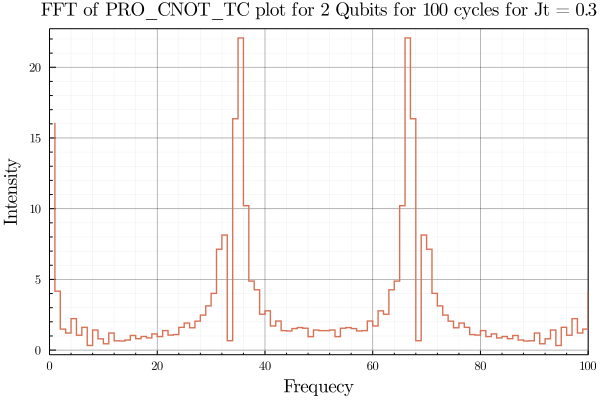 FFT of PRO_CNOT_TC plot for 2 Qubits for 100 cycles for Jt = 0.3
20
15
10
5
0
Intensity
0 20 40 60 80 100
Frequecy